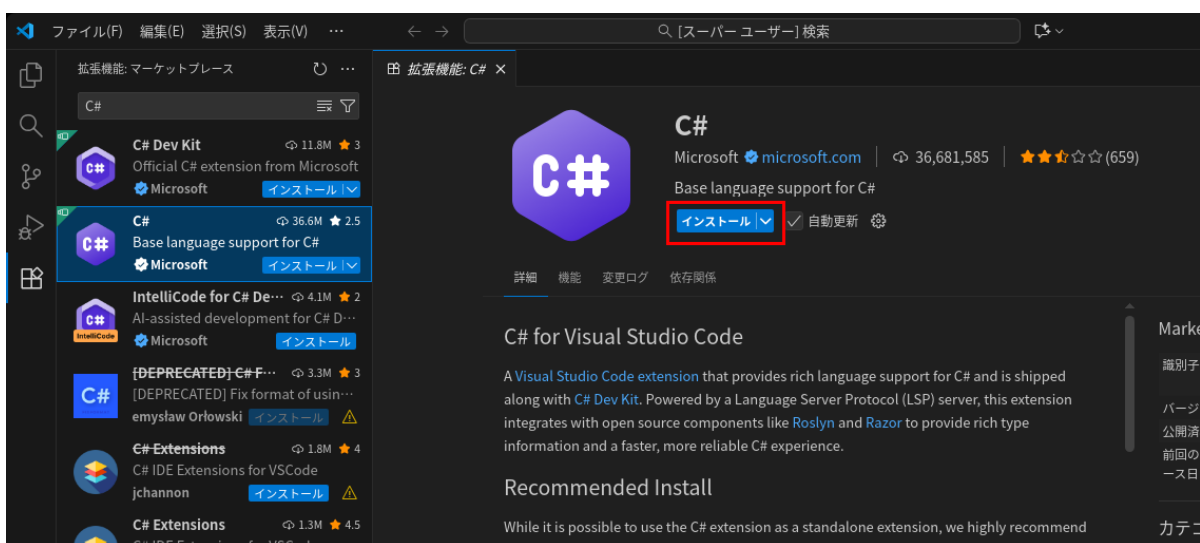 ファイル(F) 編集(E) 選択(S) 表示(V) ··· [スーパー ユーザー] 検索
拡張機能: マーケットプレース
拡張機能: C#
C#
C# Dev Kit 11.8M 3
Official C# extension from Microsoft
Microsoft インストール
C# 36.6M 2.5
Base language support for C#
Microsoft インストール
IntelliCode for C# De··· 4.1M 2
AI-assisted development for C# D···
Microsoft インストール
[DEPRECATED] C# F··· 3.3M 3
[DEPRECATED] Fix format of usin···
emysław Orłowski インストール
C# Extensions 1.8M 4
C# IDE Extensions for VSCode
jchannon インストール
C# Extensions 1.3M 4.5
C#
C#
C#
IntelliCode
C#
C#
C#
Microsoft microsoft.com 36,681,585 (659)
Base language support for C#
インストール 自動更新
詳細 機能 変更ログ 依存関係
C# for Visual Studio Code
A Visual Studio Code extension that provides rich language support for C# and is shipped
along with C# Dev Kit. Powered by a Language Server Protocol (LSP) server, this extension
integrates with open source components like Roslyn and Razor to provide rich type
information and a faster, more reliable C# experience.
Recommended Install
While it is possible to use the C# extension as a standalone extension, we highly recommend
Marke
識別子
バージ
公開済
前回の
ース日
カテゴ